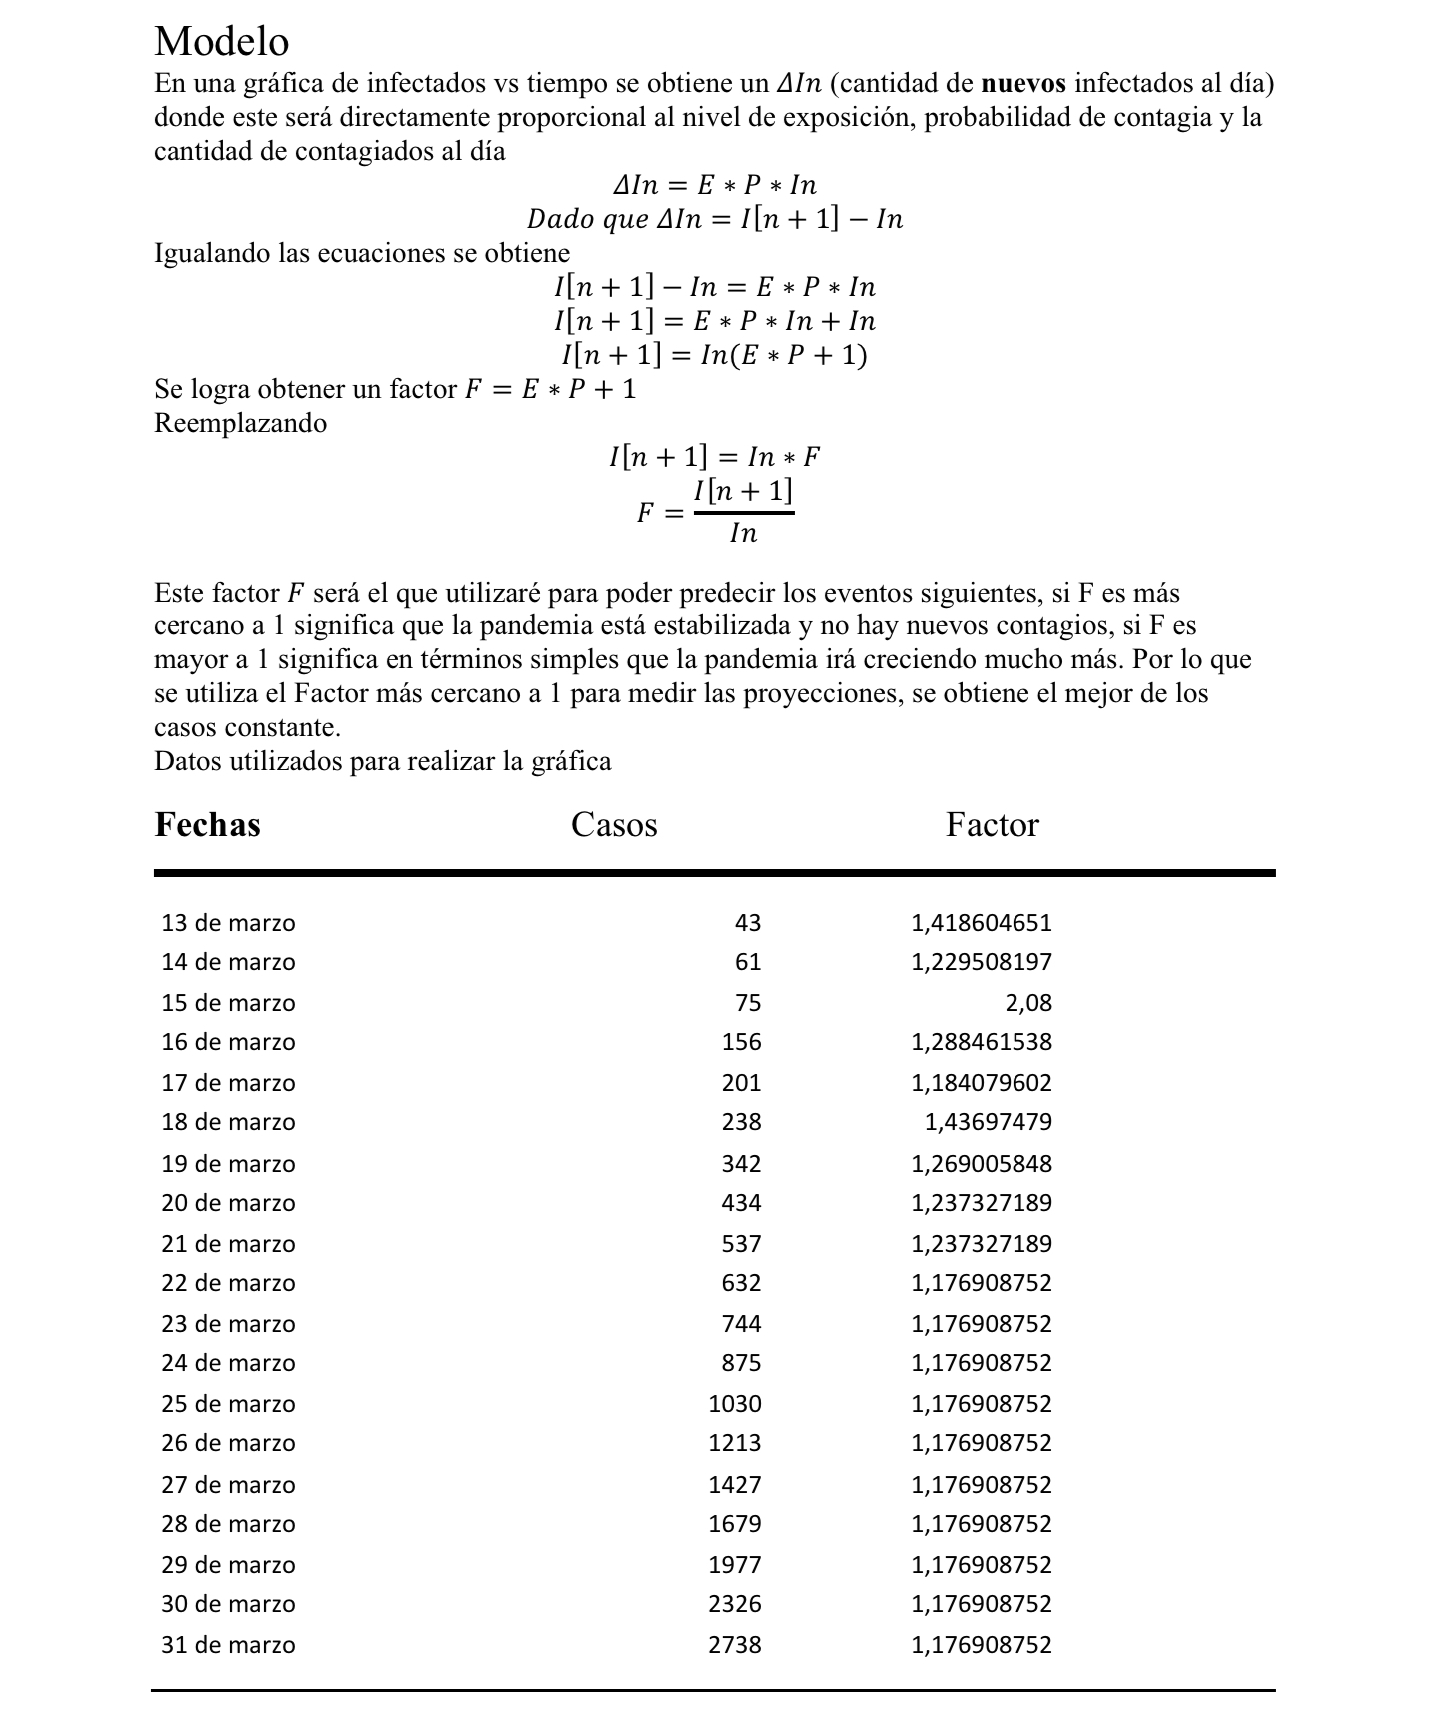 Modelo
En una gráfica de infectados vs tiempo se obtiene un ΔIn (cantidad de nuevos infectados al día)
donde este será directamente proporcional al nivel de exposición, probabilidad de contagia y la
cantidad de contagiados al día
ΔIn = E ∗ P ∗ In
Dado que ΔIn = I[n + 1] − In
Igualando las ecuaciones se obtiene
I[n + 1] − In = E ∗ P ∗ In
I[n + 1] = E ∗ P ∗ In + In
I[n + 1] = In(E ∗ P + 1)
Se logra obtener un factor F = E ∗ P + 1
Reemplazando
I[n + 1] = In ∗ F
F = I[n + 1] / In
Este factor F será el que utilizaré para poder predecir los eventos siguientes, si F es más
cercano a 1 significa que la pandemia está estabilizada y no hay nuevos contagios, si F es
mayor a 1 significa en términos simples que la pandemia irá creciendo mucho más. Por lo que
se utiliza el Factor más cercano a 1 para medir las proyecciones, se obtiene el mejor de los
casos constante.
Datos utilizados para realizar la gráfica
Fechas Casos Factor
13 de marzo 43 1,418604651
14 de marzo 61 1,229508197
15 de marzo 75 2,08
16 de marzo 156 1,288461538
17 de marzo 201 1,184079602
18 de marzo 238 1,43697479
19 de marzo 342 1,269005848
20 de marzo 434 1,237327189
21 de marzo 537 1,237327189
22 de marzo 632 1,176908752
23 de marzo 744 1,176908752
24 de marzo 875 1,176908752
25 de marzo 1030 1,176908752
26 de marzo 1213 1,176908752
27 de marzo 1427 1,176908752
28 de marzo 1679 1,176908752
29 de marzo 1977 1,176908752
30 de marzo 2326 1,176908752
31 de marzo 2738 1,176908752